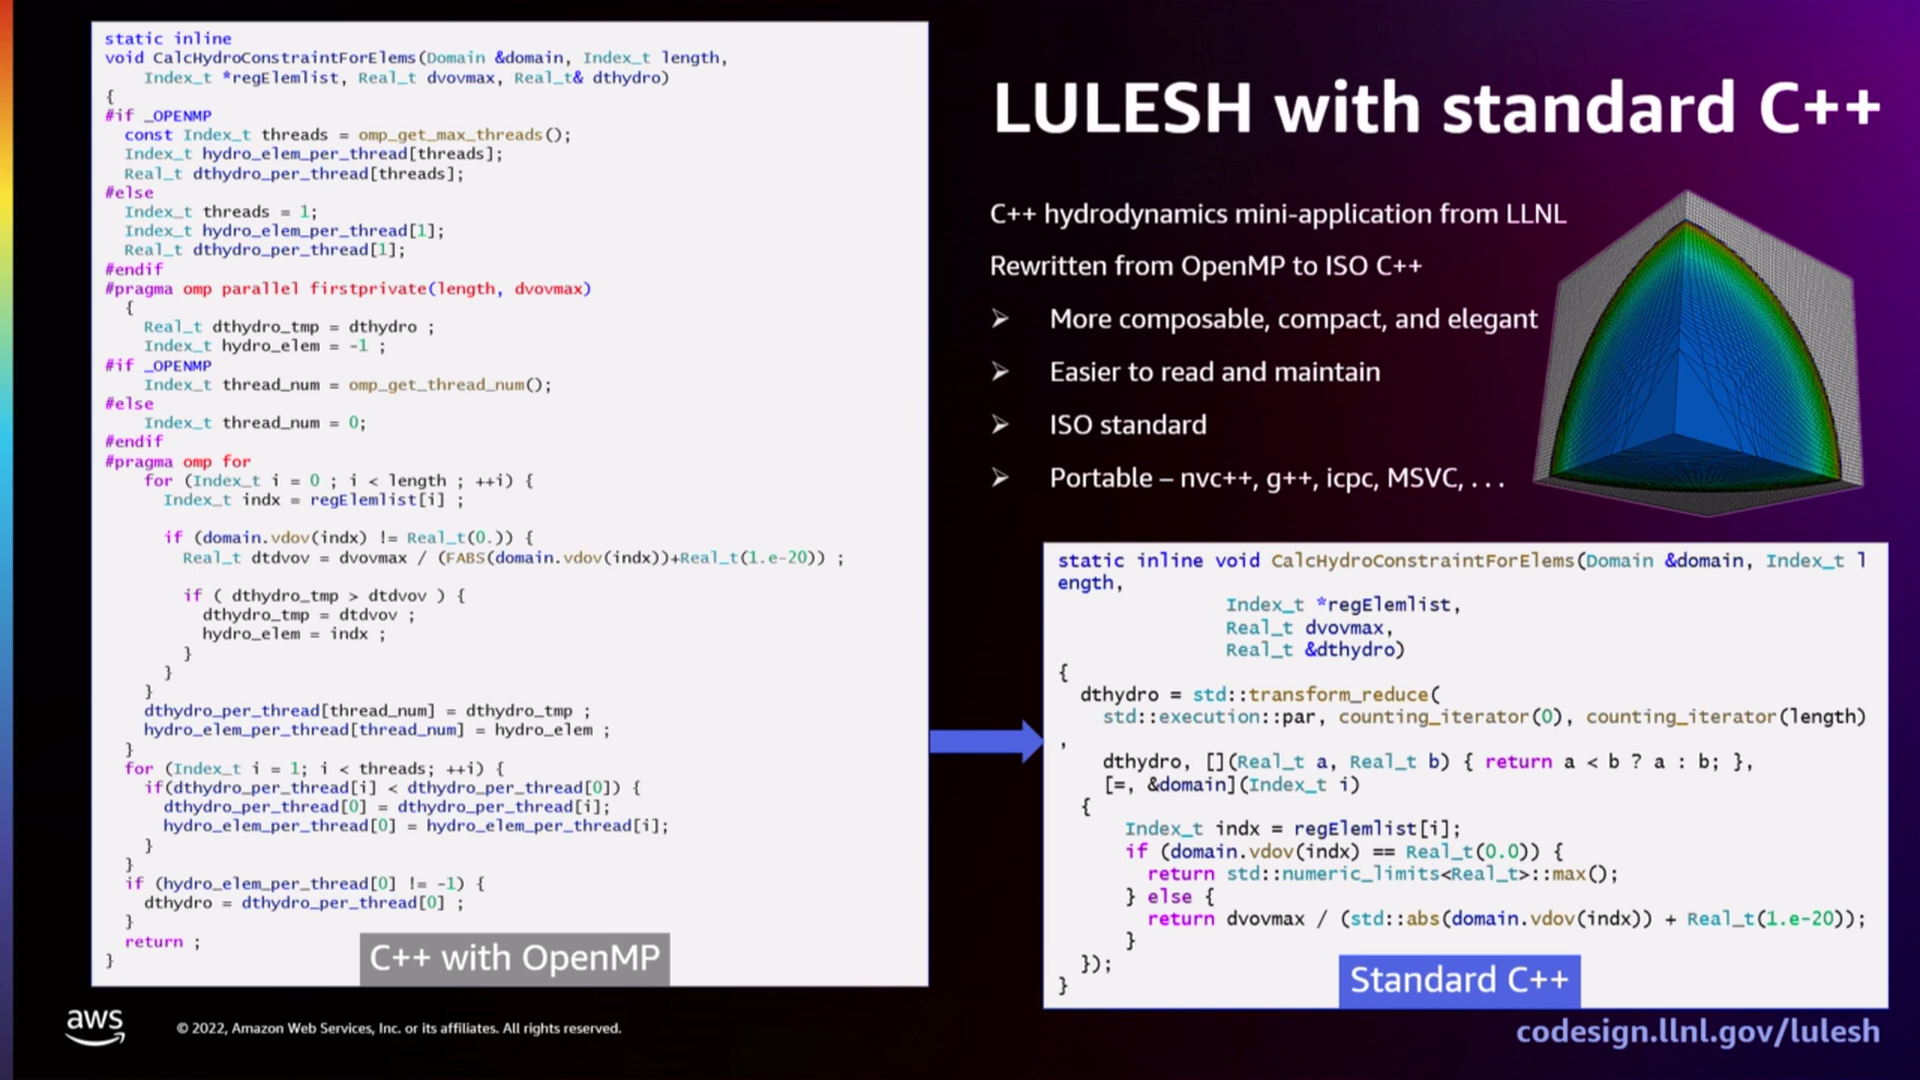 static inline
void CalcHydroConstraintForElems(Domain &domain, Index_t length,
    Index_t *regElemlist, Real_t dvovmax, Real_t& dthydro)
{
#if _OPENMP
  const Index_t threads = omp_get_max_threads();
  Index_t hydro_elem_per_thread[threads];
  Real_t dthydro_per_thread[threads];
#else
  Index_t threads = 1;
  Index_t hydro_elem_per_thread[1];
  Real_t dthydro_per_thread[1];
#endif
#pragma omp parallel firstprivate(length, dvovmax)
  {
    Real_t dthydro_tmp = dthydro ;
    Index_t hydro_elem = -1 ;
#if _OPENMP
    Index_t thread_num = omp_get_thread_num();
#else
    Index_t thread_num = 0;
#endif
#pragma omp for
    for (Index_t i = 0 ; i < length ; ++i) {
      Index_t indx = regElemlist[i] ;
      if (domain.vdov(indx) != Real_t(0.)) {
        Real_t dtdvov = dvovmax / (FABS(domain.vdov(indx))+Real_t(1.e-20)) ;
        if ( dthydro_tmp > dtdvov ) {
          dthydro_tmp = dtdvov ;
          hydro_elem = indx ;
        }
      }
    }
    dthydro_per_thread[thread_num] = dthydro_tmp ;
    hydro_elem_per_thread[thread_num] = hydro_elem ;
  }
  for (Index_t i = 1; i < threads; ++i) {
    if(dthydro_per_thread[i] < dthydro_per_thread[0]) {
      dthydro_per_thread[0] = dthydro_per_thread[i];
      hydro_elem_per_thread[0] = hydro_elem_per_thread[i];
    }
  }
  if (hydro_elem_per_thread[0] != -1) {
    dthydro = dthydro_per_thread[0] ;
  }
  return ;
}
C++ with OpenMP
LULESH with standard C++
C++ hydrodynamics mini-application from LLNL
Rewritten from OpenMP to ISO C++
➢ More composable, compact, and elegant
➢ Easier to read and maintain
➢ ISO standard
➢ Portable – nvc++, g++, icpc, MSVC, . . .
static inline void CalcHydroConstraintForElems(Domain &domain, Index_t l
ength,
               Index_t *regElemlist,
               Real_t dvovmax,
               Real_t &dthydro)
{
  dthydro = std::transform_reduce(
    std::execution::par, counting_iterator(0), counting_iterator(length)
,
    dthydro, [](Real_t a, Real_t b) { return a < b ? a : b; },
    [=, &domain](Index_t i)
  {
      Index_t indx = regElemlist[i];
      if (domain.vdov(indx) == Real_t(0.0)) {
        return std::numeric_limits<Real_t>::max();
      } else {
        return dvovmax / (std::abs(domain.vdov(indx)) + Real_t(1.e-20));
      }
  });
}
Standard C++
aws
© 2022, Amazon Web Services, Inc. or its affiliates. All rights reserved.
codesign.llnl.gov/lulesh